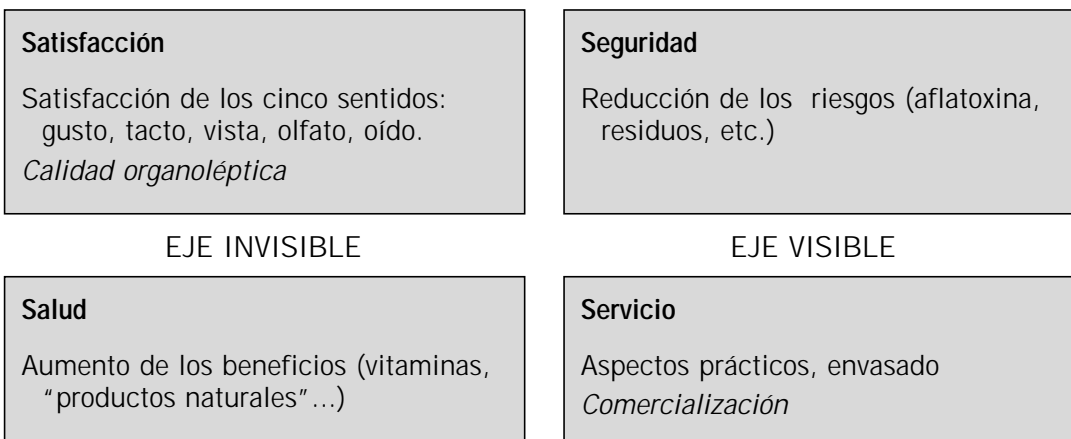 Satisfacción
Satisfacción de los cinco sentidos:
gusto, tacto, vista, olfato, oído.
Calidad organoléptica
Seguridad
Reducción de los riesgos (aflatoxina,
residuos, etc.)
EJE INVISIBLE
EJE VISIBLE
Salud
Aumento de los beneficios (vitaminas,
“productos naturales”...)
Servicio
Aspectos prácticos, envasado
Comercialización